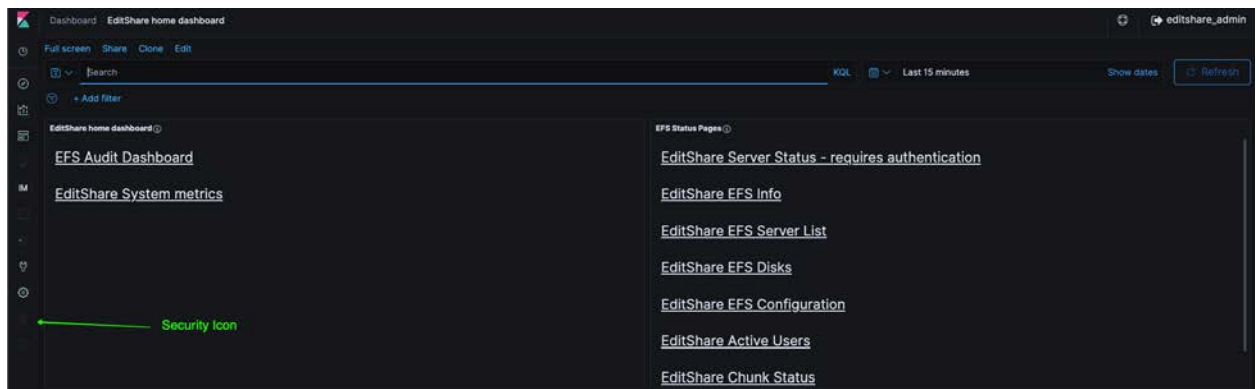 Dashboard EditShare home dashboard
editshare_admin
Full screen Share Clone Edit
Search
KQL
Last 15 minutes
Show dates
Refresh
+ Add filter
EditShare home dashboard
EFS Audit Dashboard
EditShare System metrics
IM
Security Icon
EFS Status Pages
EditShare Server Status - requires authentication
EditShare EFS Info
EditShare EFS Server List
EditShare EFS Disks
EditShare EFS Configuration
EditShare Active Users
EditShare Chunk Status